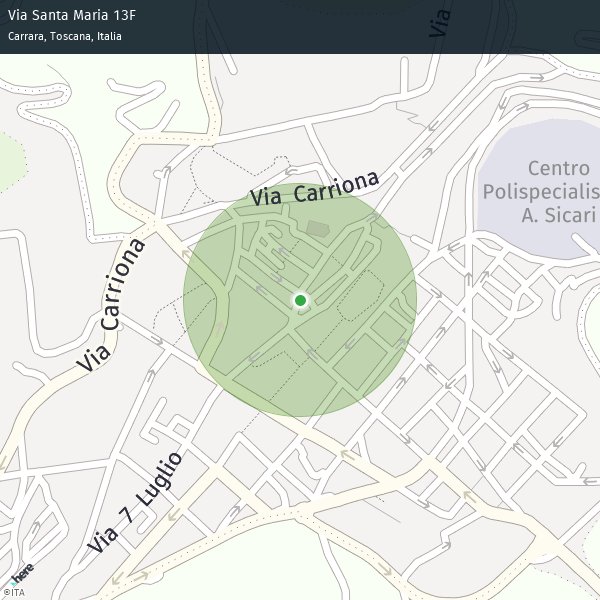 Via Santa Maria 13F
Carrara, Toscana, Italia
Via
Via Carriona
Centro
Polispecialis
A. Sicari
Via Carriona
Via 7 Luglio
here
©ITA